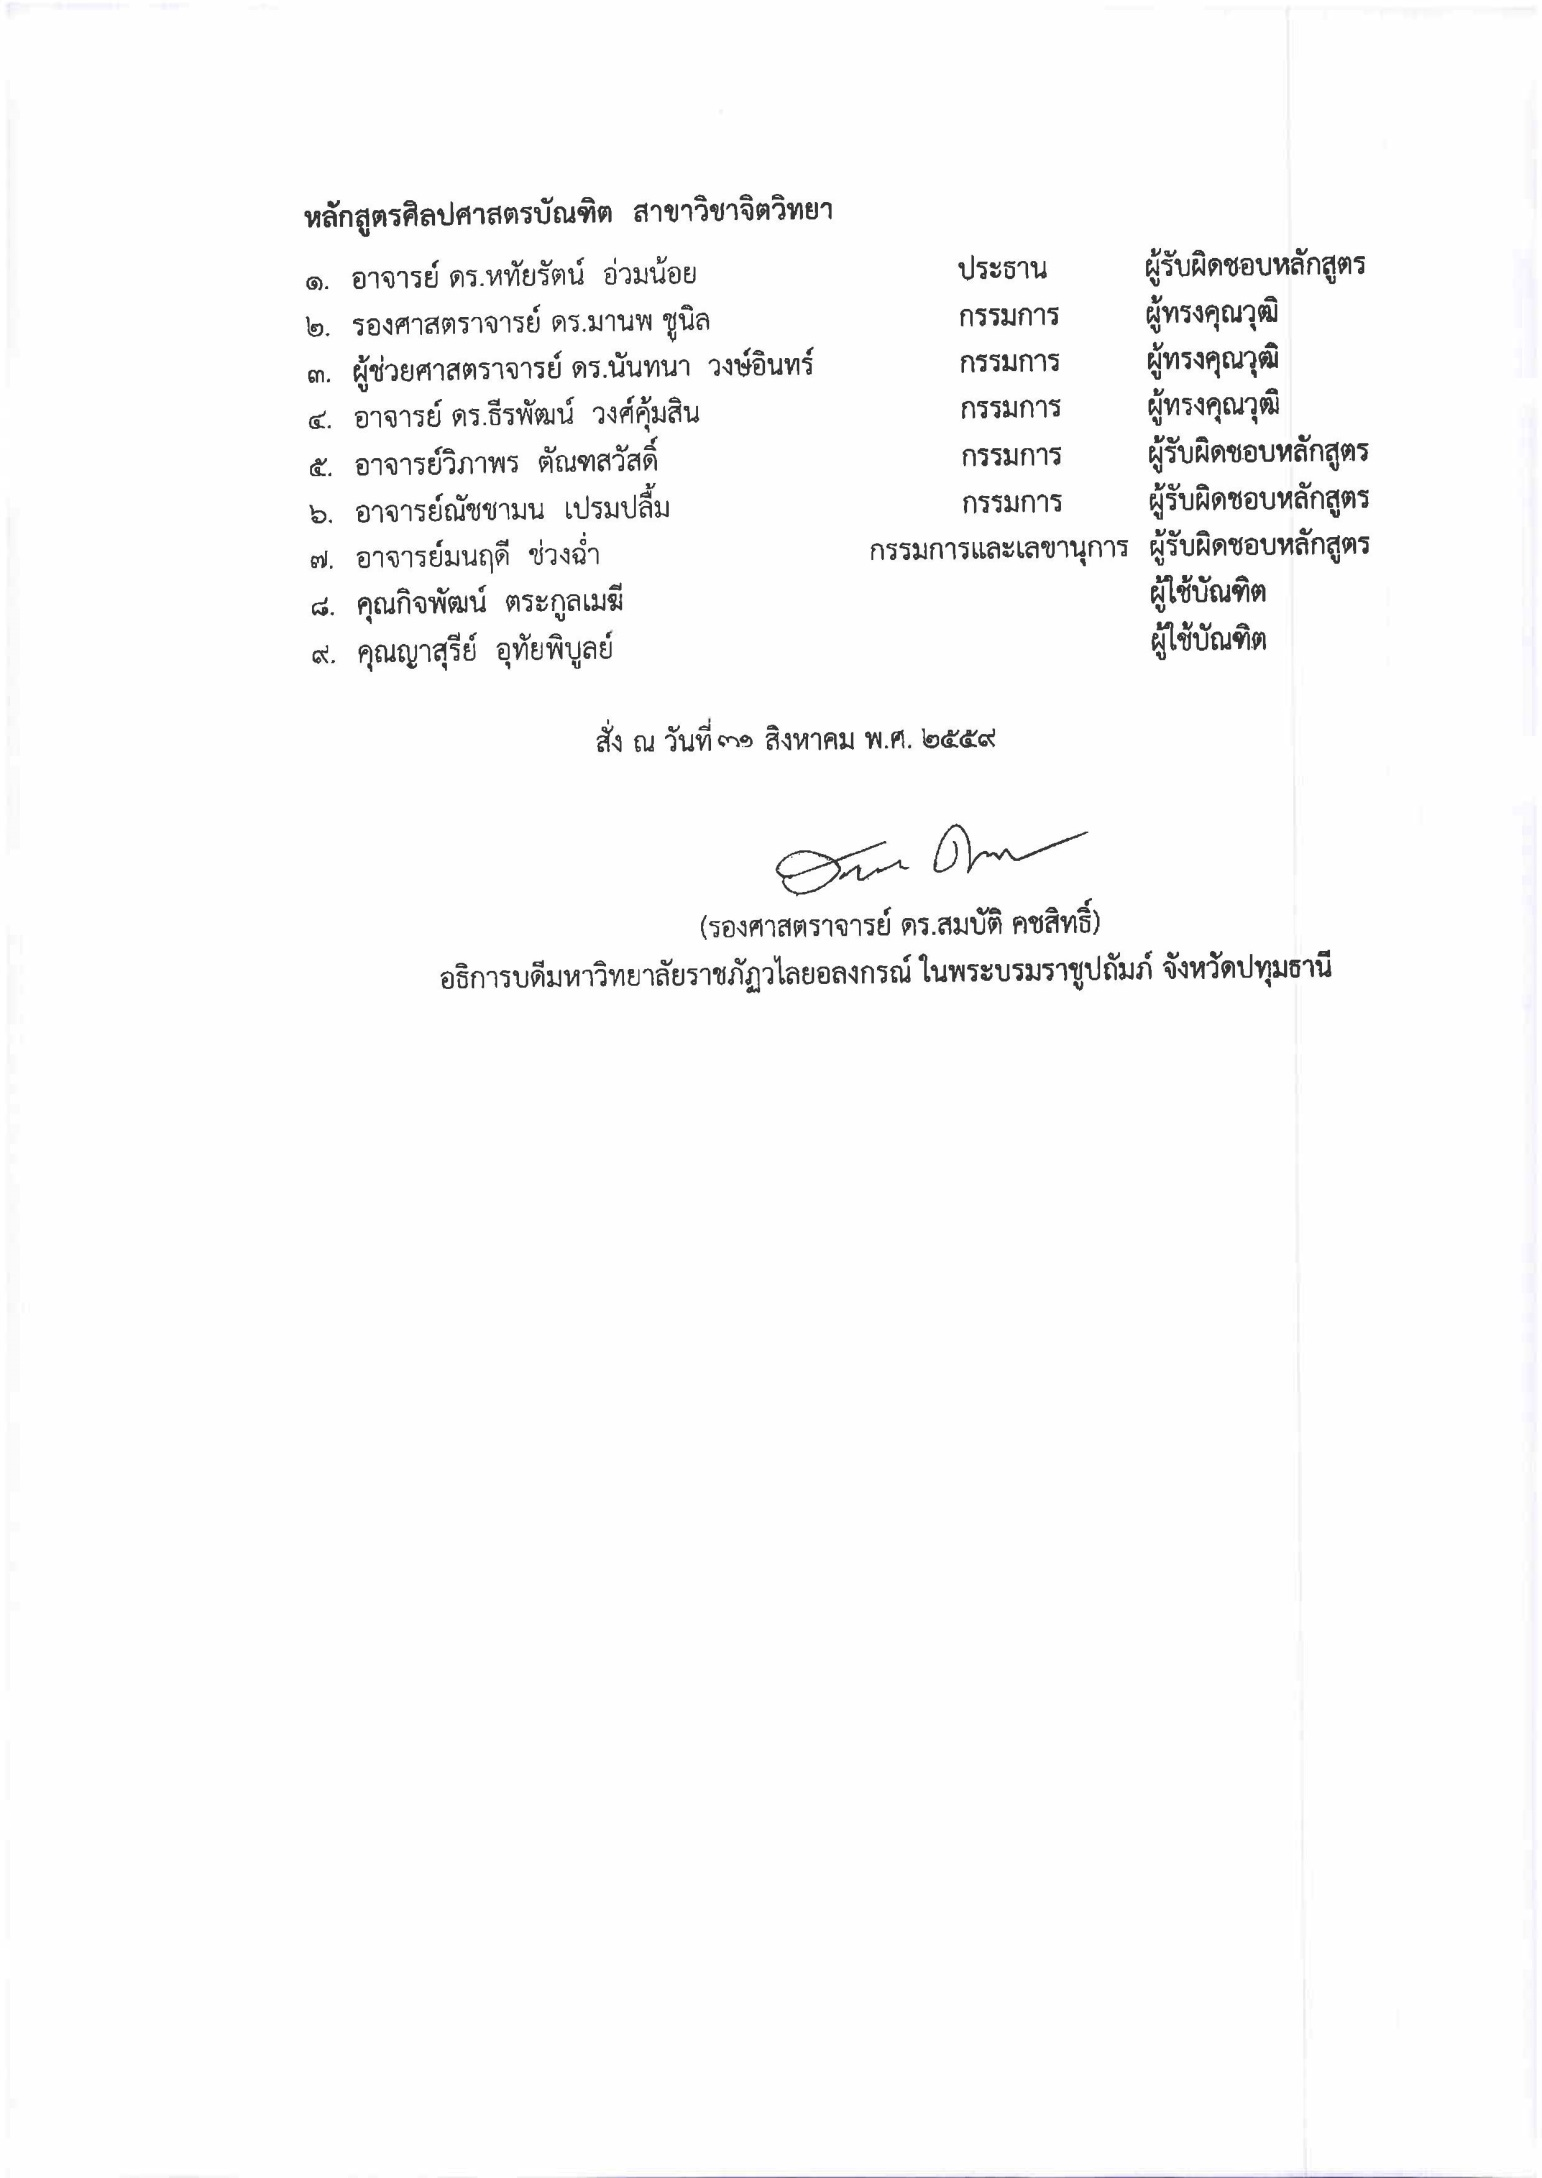 หลักสูตรศิลปศาสตรบัณฑิต สาขาวิชาจิตวิทยา
๑. อาจารย์ ดร.หทัยรัตน์ อ่วมน้อย ประธาน ผู้รับผิดชอบหลักสูตร
๒. รองศาสตราจารย์ ดร.มานพ ชูนิล กรรมการ ผู้ทรงคุณวุฒิ
๓. ผู้ช่วยศาสตราจารย์ ดร.นันทนา วงษ์อินทร์ กรรมการ ผู้ทรงคุณวุฒิ
๔. อาจารย์ ดร.ธีรพัฒน์ วงศ์คุ้มสิน กรรมการ ผู้ทรงคุณวุฒิ
๕. อาจารย์วิภาพร ตัณฑสวัสดิ์ กรรมการ ผู้รับผิดชอบหลักสูตร
๖. อาจารย์ณัชชามน เปรมปลื้ม กรรมการ ผู้รับผิดชอบหลักสูตร
๗. อาจารย์มนฤดี ช่วงฉ่ำ กรรมการและเลขานุการ ผู้รับผิดชอบหลักสูตร
๘. คุณกิจพัฒน์ ตระกูลเมฆี ผู้ใช้บัณฑิต
๙. คุณญาสุรีย์ อุทัยพิบูลย์ ผู้ใช้บัณฑิต
สั่ง ณ วันที่ ๓๑ สิงหาคม พ.ศ. ๒๕๕๙
(รองศาสตราจารย์ ดร.สมบัติ คชสิทธิ์)
อธิการบดีมหาวิทยาลัยราชภัฏวไลยอลงกรณ์ ในพระบรมราชูปถัมภ์ จังหวัดปทุมธานี